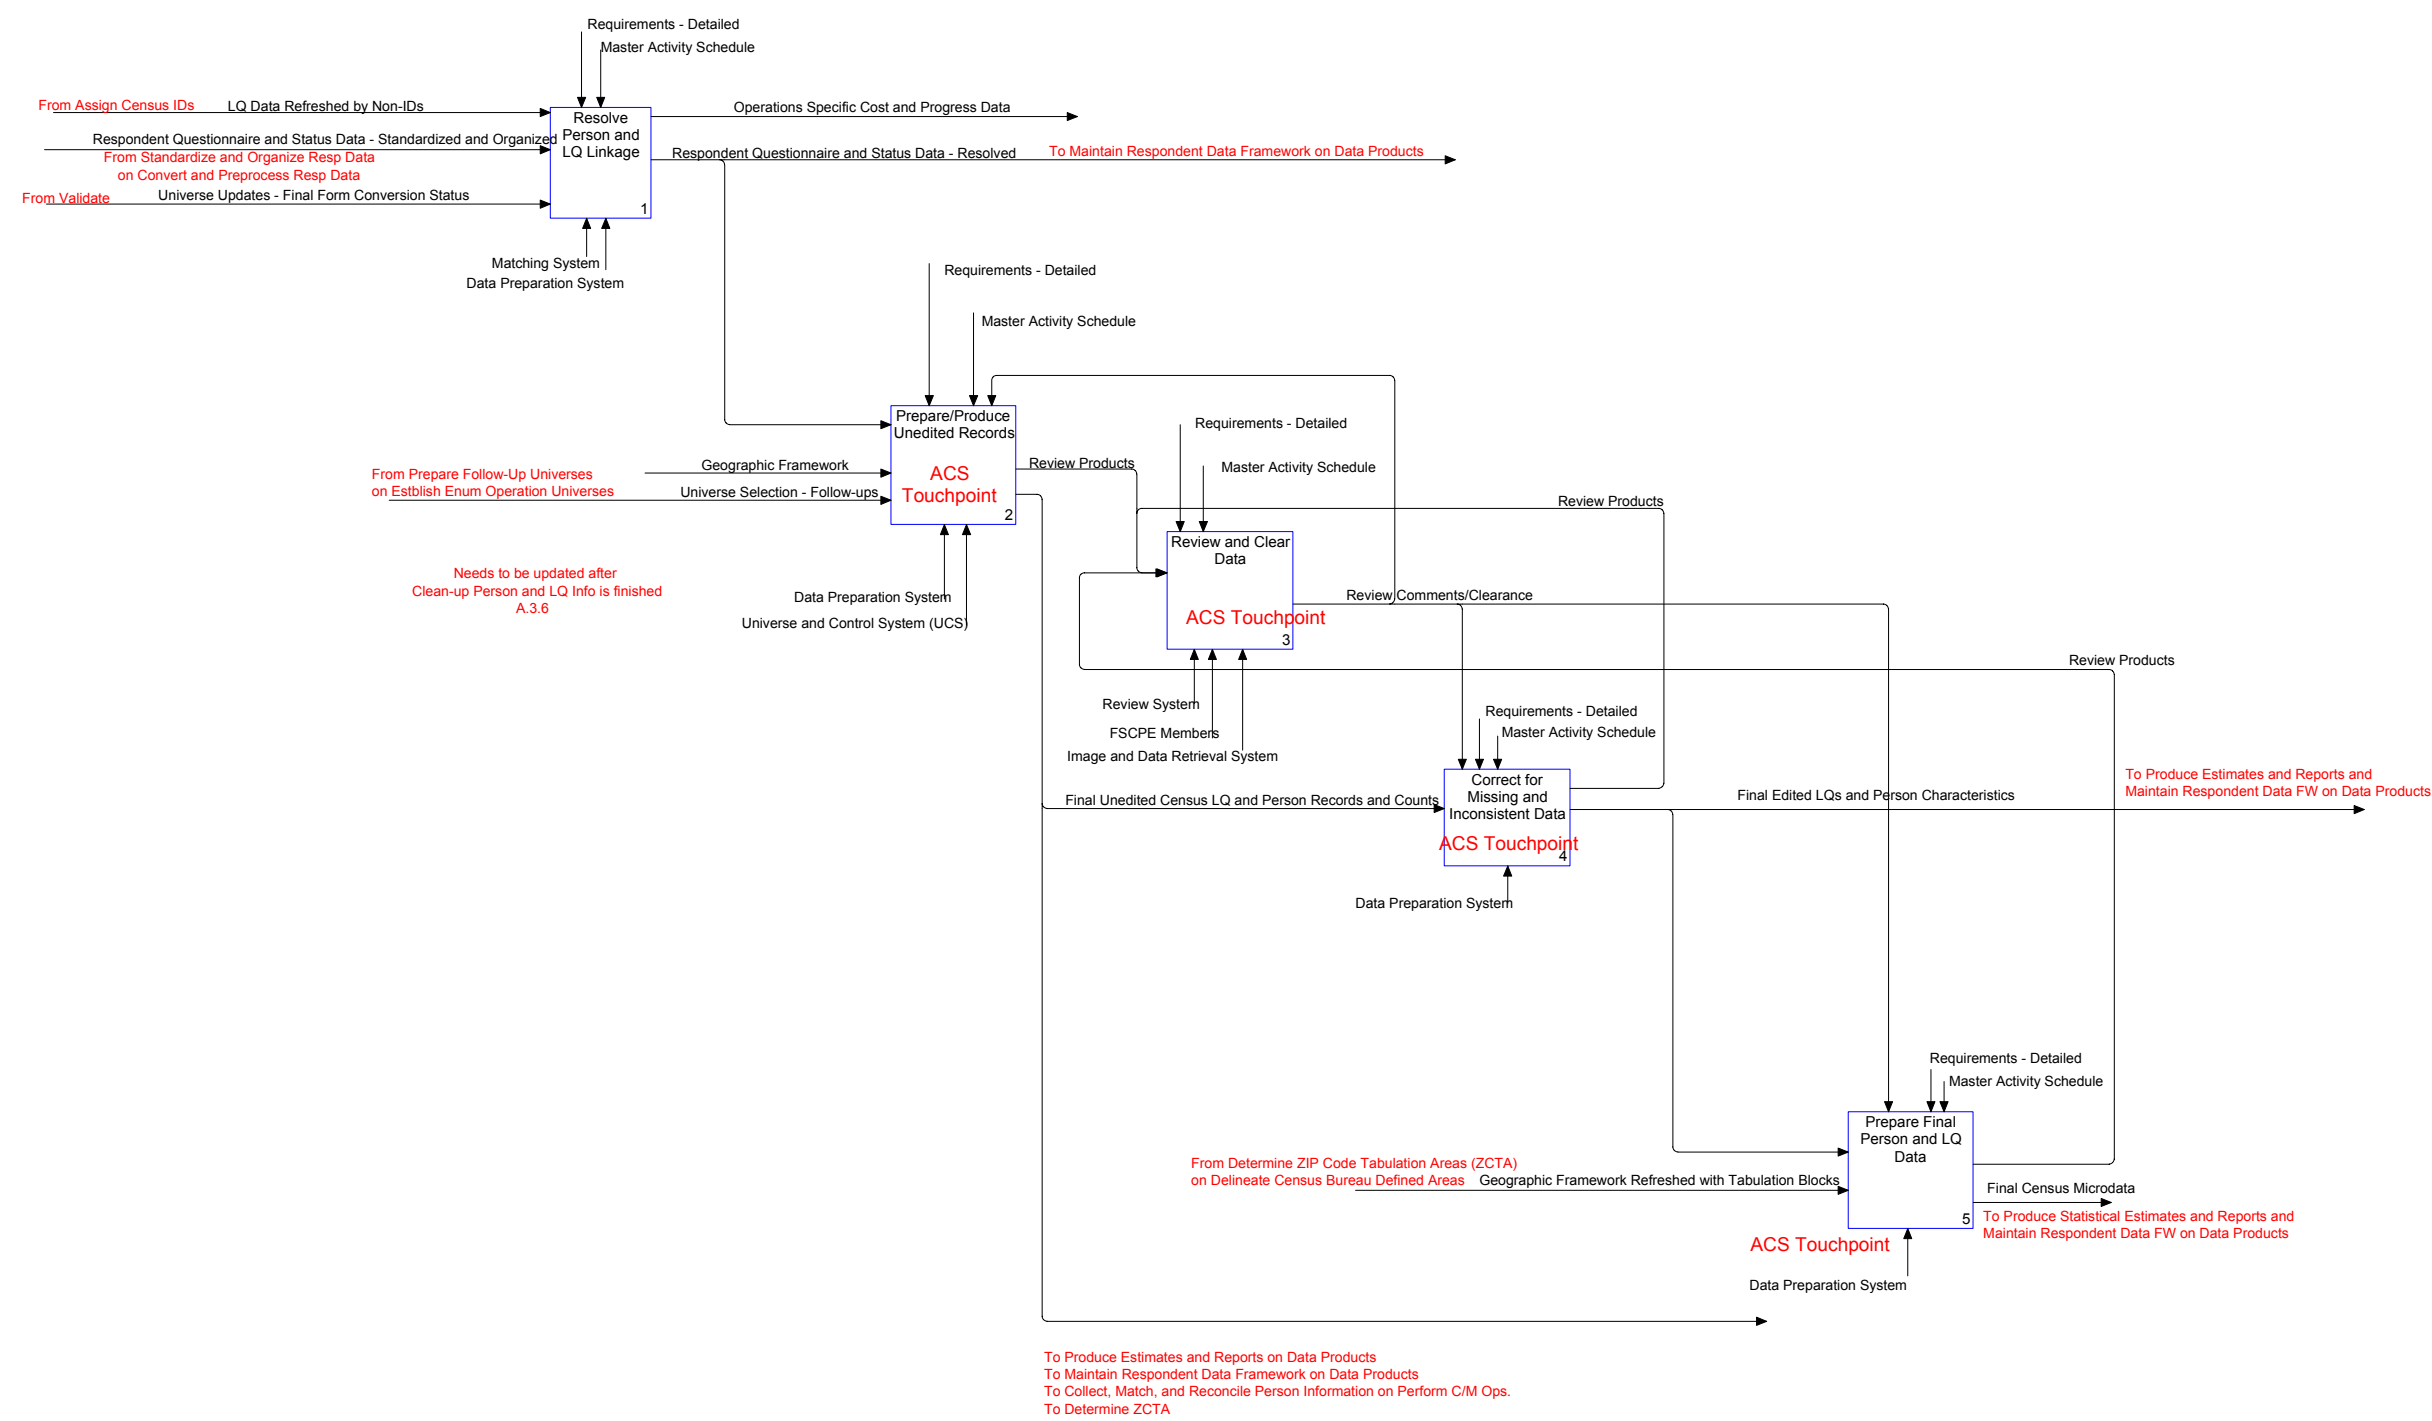 Requirements - Detailed
Master Activity Schedule
From Assign Census IDs
LQ Data Refreshed by Non-IDs
Respondent Questionnaire and Status Data - Standardized and Organized
From Standardize and Organize Resp Data
on Convert and Preprocess Resp Data
From Validate
Universe Updates - Final Form Conversion Status
Resolve
Person and
LQ Linkage
1
Operations Specific Cost and Progress Data
Respondent Questionnaire and Status Data - Resolved
To Maintain Respondent Data Framework on Data Products
Matching System
Data Preparation System
Requirements - Detailed
Master Activity Schedule
Prepare/Produce
Unedited Records
ACS
Touchpoint
2
Geographic Framework
From Prepare Follow-Up Universes
on Estblish Enum Operation Universes
Universe Selection - Follow-ups
Review Products
Needs to be updated after
Clean-up Person and LQ Info is finished
A.3.6
Data Preparation System
Universe and Control System (UCS)
Requirements - Detailed
Master Activity Schedule
Review Products
Review and Clear
Data
ACS Touchpoint
3
Review Comments/Clearance
Review Products
Review System
FSCPE Members
Image and Data Retrieval System
Requirements - Detailed
Master Activity Schedule
Final Unedited Census LQ and Person Records and Counts
Correct for
Missing and
Inconsistent Data
ACS Touchpoint
4
Final Edited LQs and Person Characteristics
To Produce Estimates and Reports and
Maintain Respondent Data FW on Data Products
Data Preparation System
Requirements - Detailed
Master Activity Schedule
Prepare Final
Person and LQ
Data
5
From Determine ZIP Code Tabulation Areas (ZCTA)
on Delineate Census Bureau Defined Areas
Geographic Framework Refreshed with Tabulation Blocks
Final Census Microdata
To Produce Statistical Estimates and Reports and
Maintain Respondent Data FW on Data Products
ACS Touchpoint
Data Preparation System
To Produce Estimates and Reports on Data Products
To Maintain Respondent Data Framework on Data Products
To Collect, Match, and Reconcile Person Information on Perform C/M Ops.
To Determine ZCTA